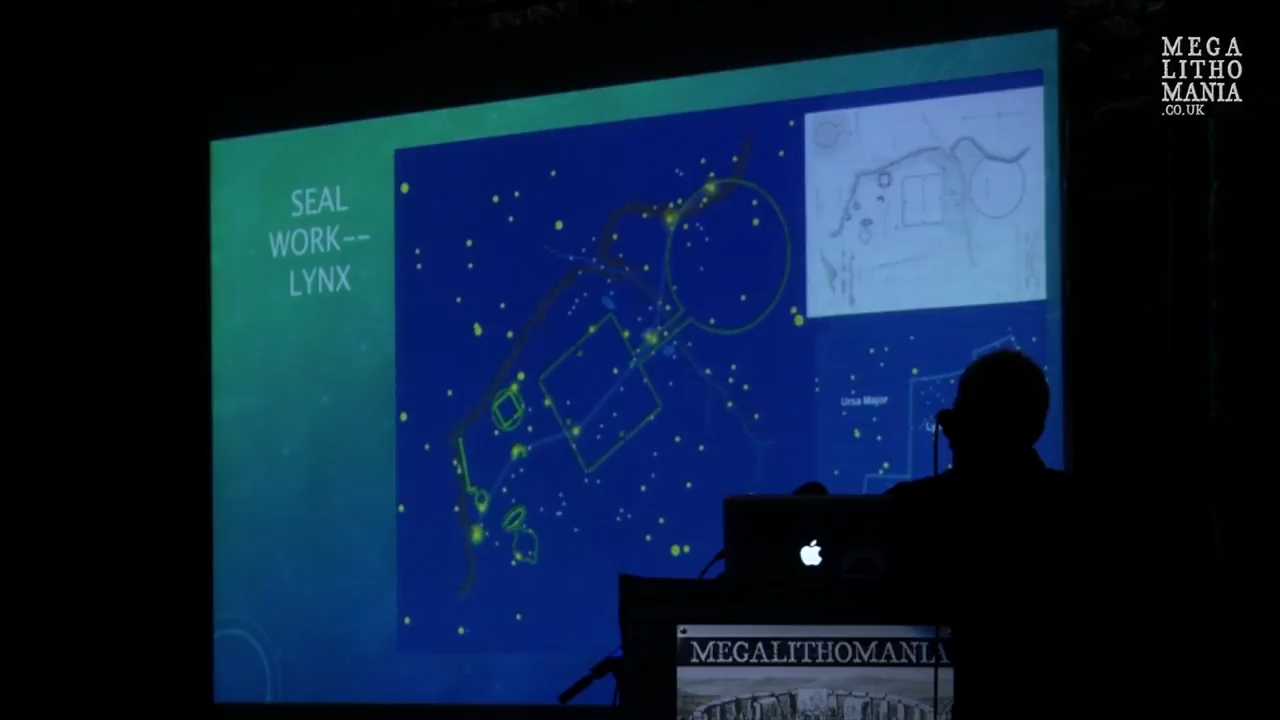 SEAL
WORK--
LYNX
Ursa Major
MEGA
LITHO
MANIA
.CO.UK
MEGALITHOMANIA